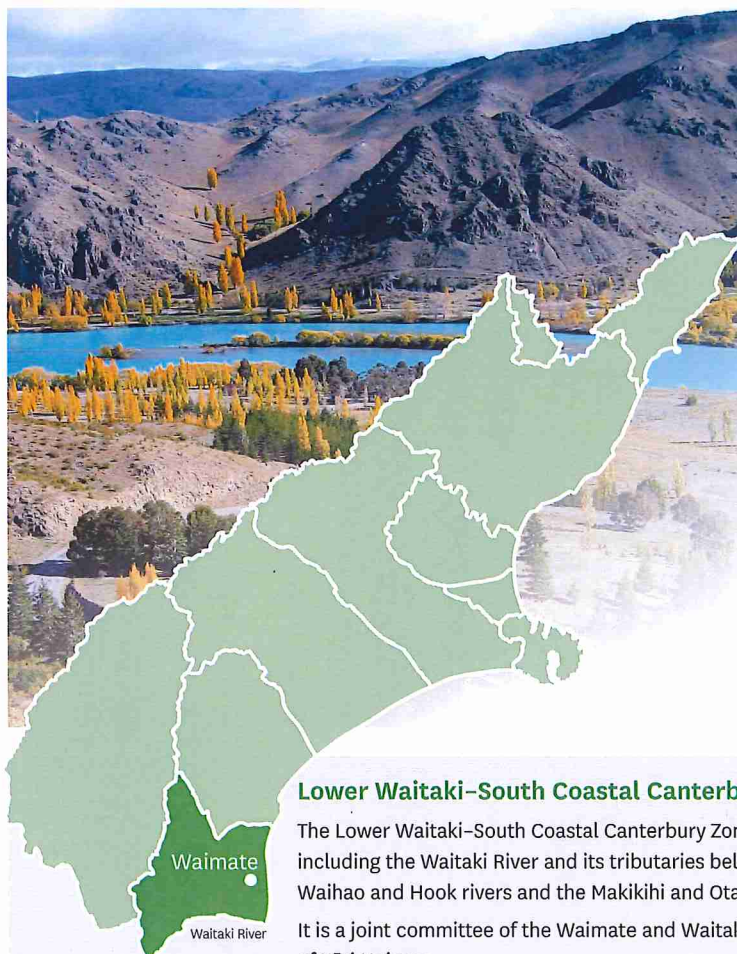 Waimate
Waitaki River
Lower Waitaki–South Coastal Canterb
The Lower Waitaki–South Coastal Canterbury Zon
including the Waitaki River and its tributaries bel
Waihao and Hook rivers and the Makikihi and Ota
It is a joint committee of the Waimate and Waitak